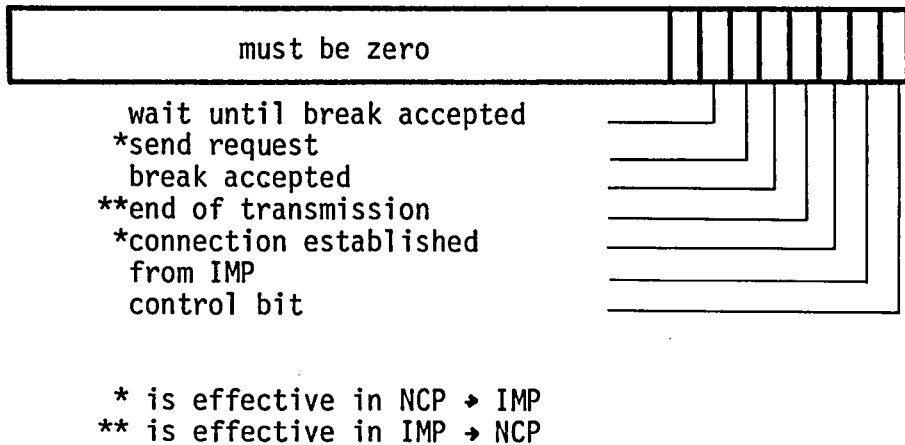 must be zero
wait until break accepted
*send request
break accepted
**end of transmission
*connection established
from IMP
control bit
* is effective in NCP → IMP
** is effective in IMP → NCP